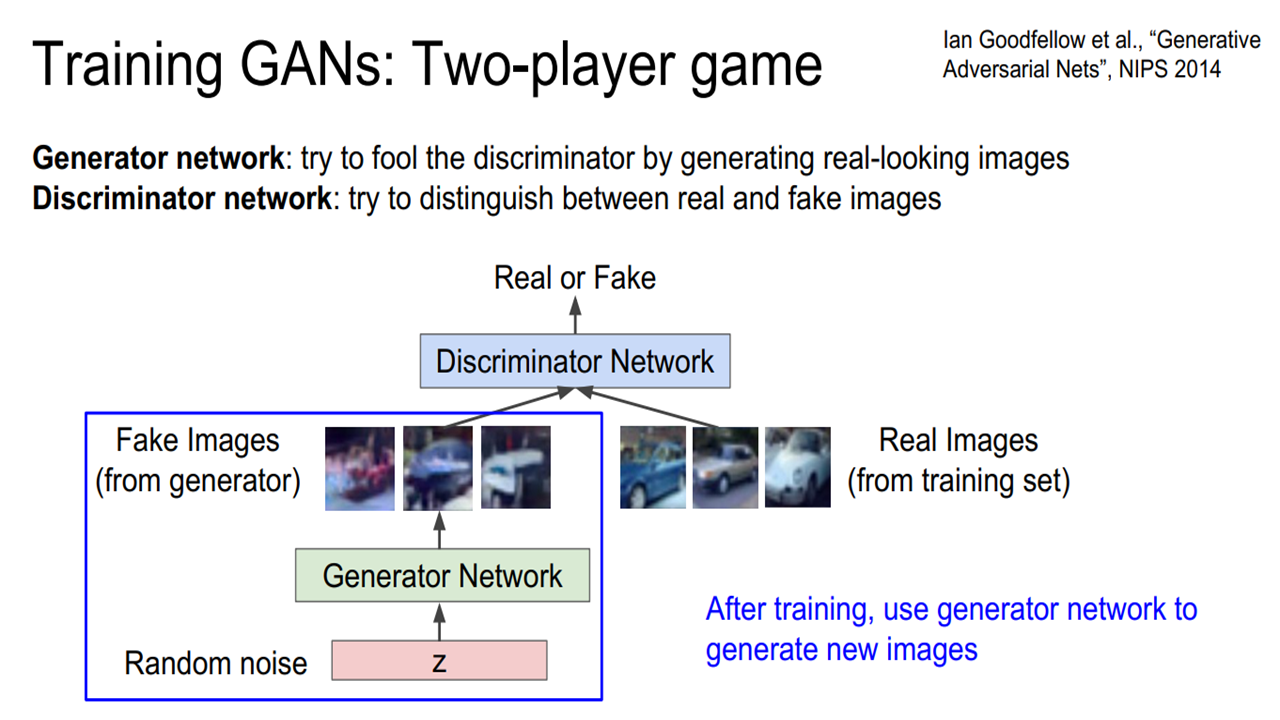 Training GANs: Two-player game
Ian Goodfellow et al., “Generative
Adversarial Nets”, NIPS 2014
Generator network: try to fool the discriminator by generating real-looking images
Discriminator network: try to distinguish between real and fake images
Real or Fake
Discriminator Network
Fake Images
(from generator)
Real Images
(from training set)
Generator Network
Random noise
z
After training, use generator network to
generate new images